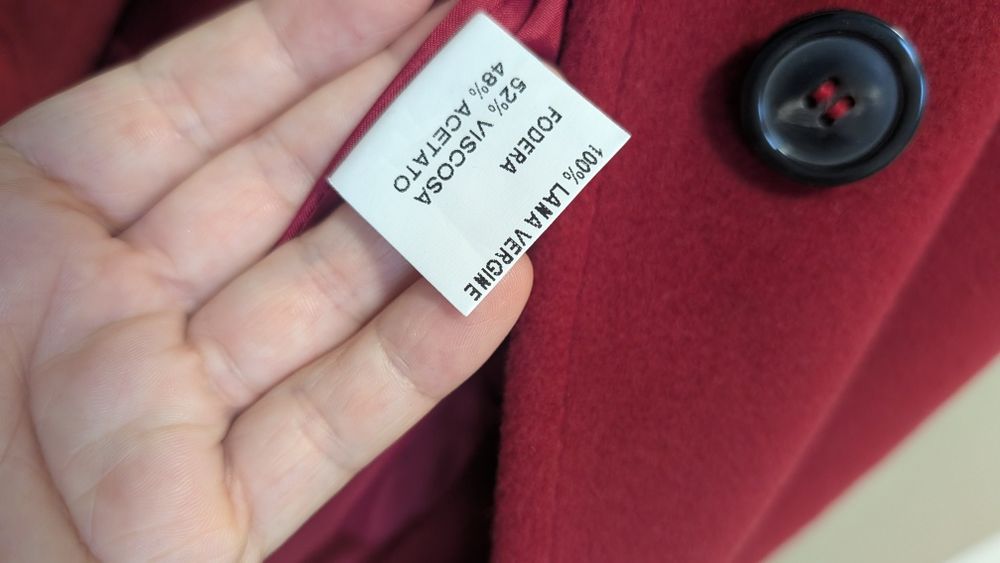 100% LANA VERGINE
FODERA
52% VISCOSA
48% ACETATO